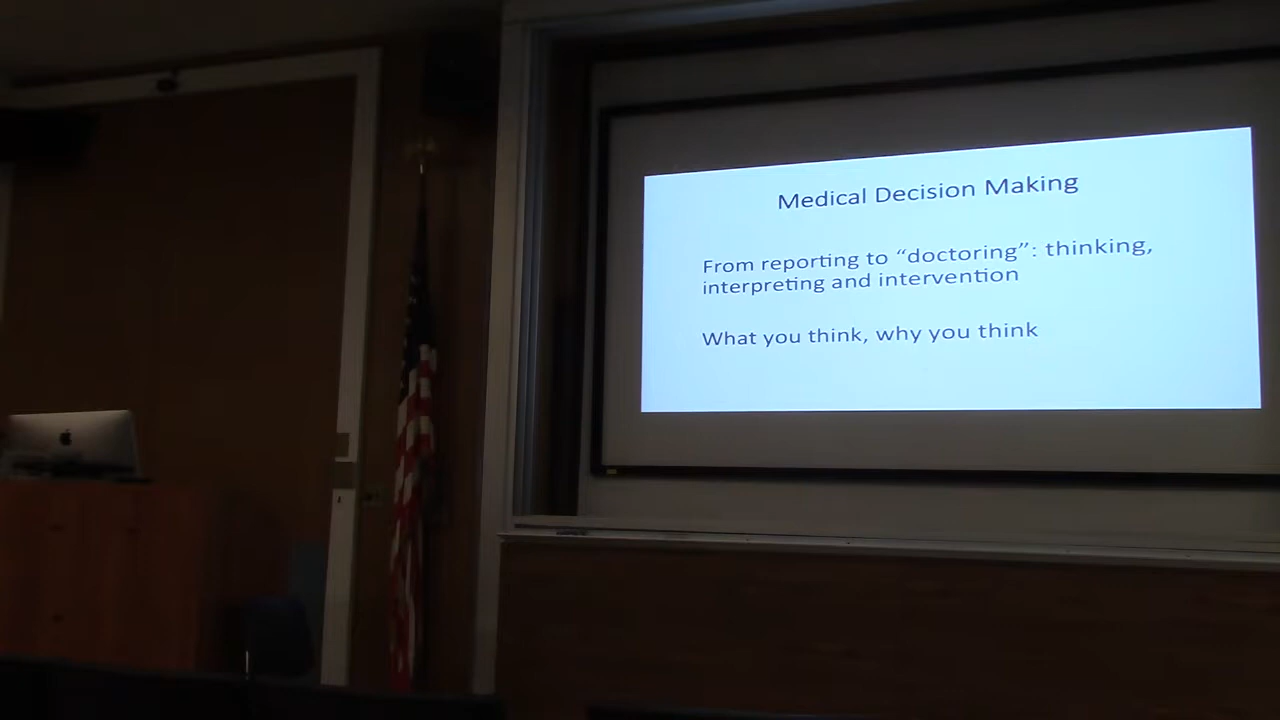 Medical Decision Making
From reporting to “doctoring”: thinking,
interpreting and intervention
What you think, why you think